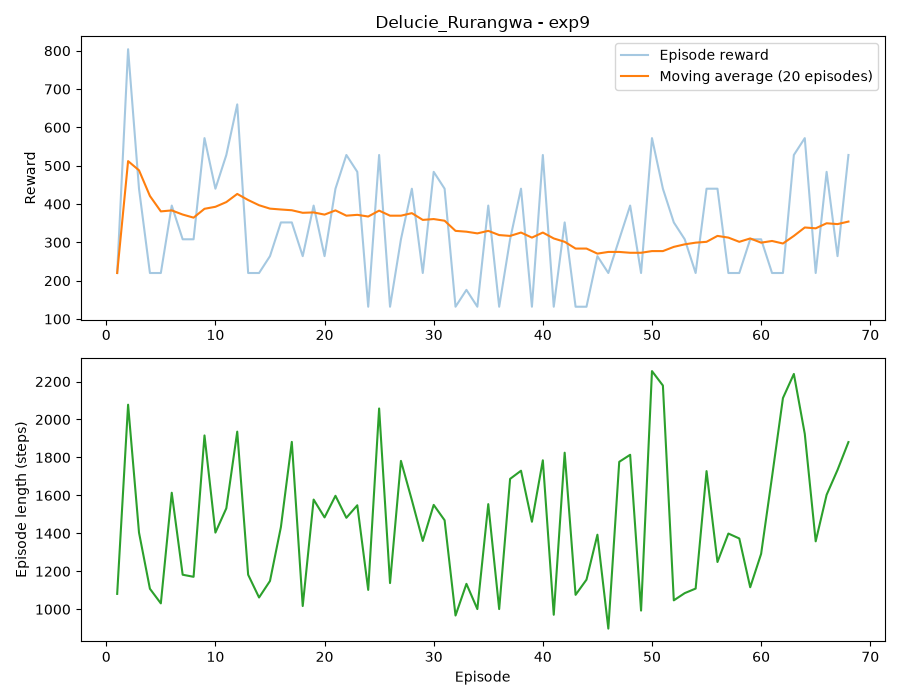 Delucie_Rurangwa - exp9
Episode reward
Moving average (20 episodes)
Reward
800
700
600
500
400
300
200
100
0 10 20 30 40 50 60 70
Episode length (steps)
2200
2000
1800
1600
1400
1200
1000
0 10 20 30 40 50 60 70
Episode